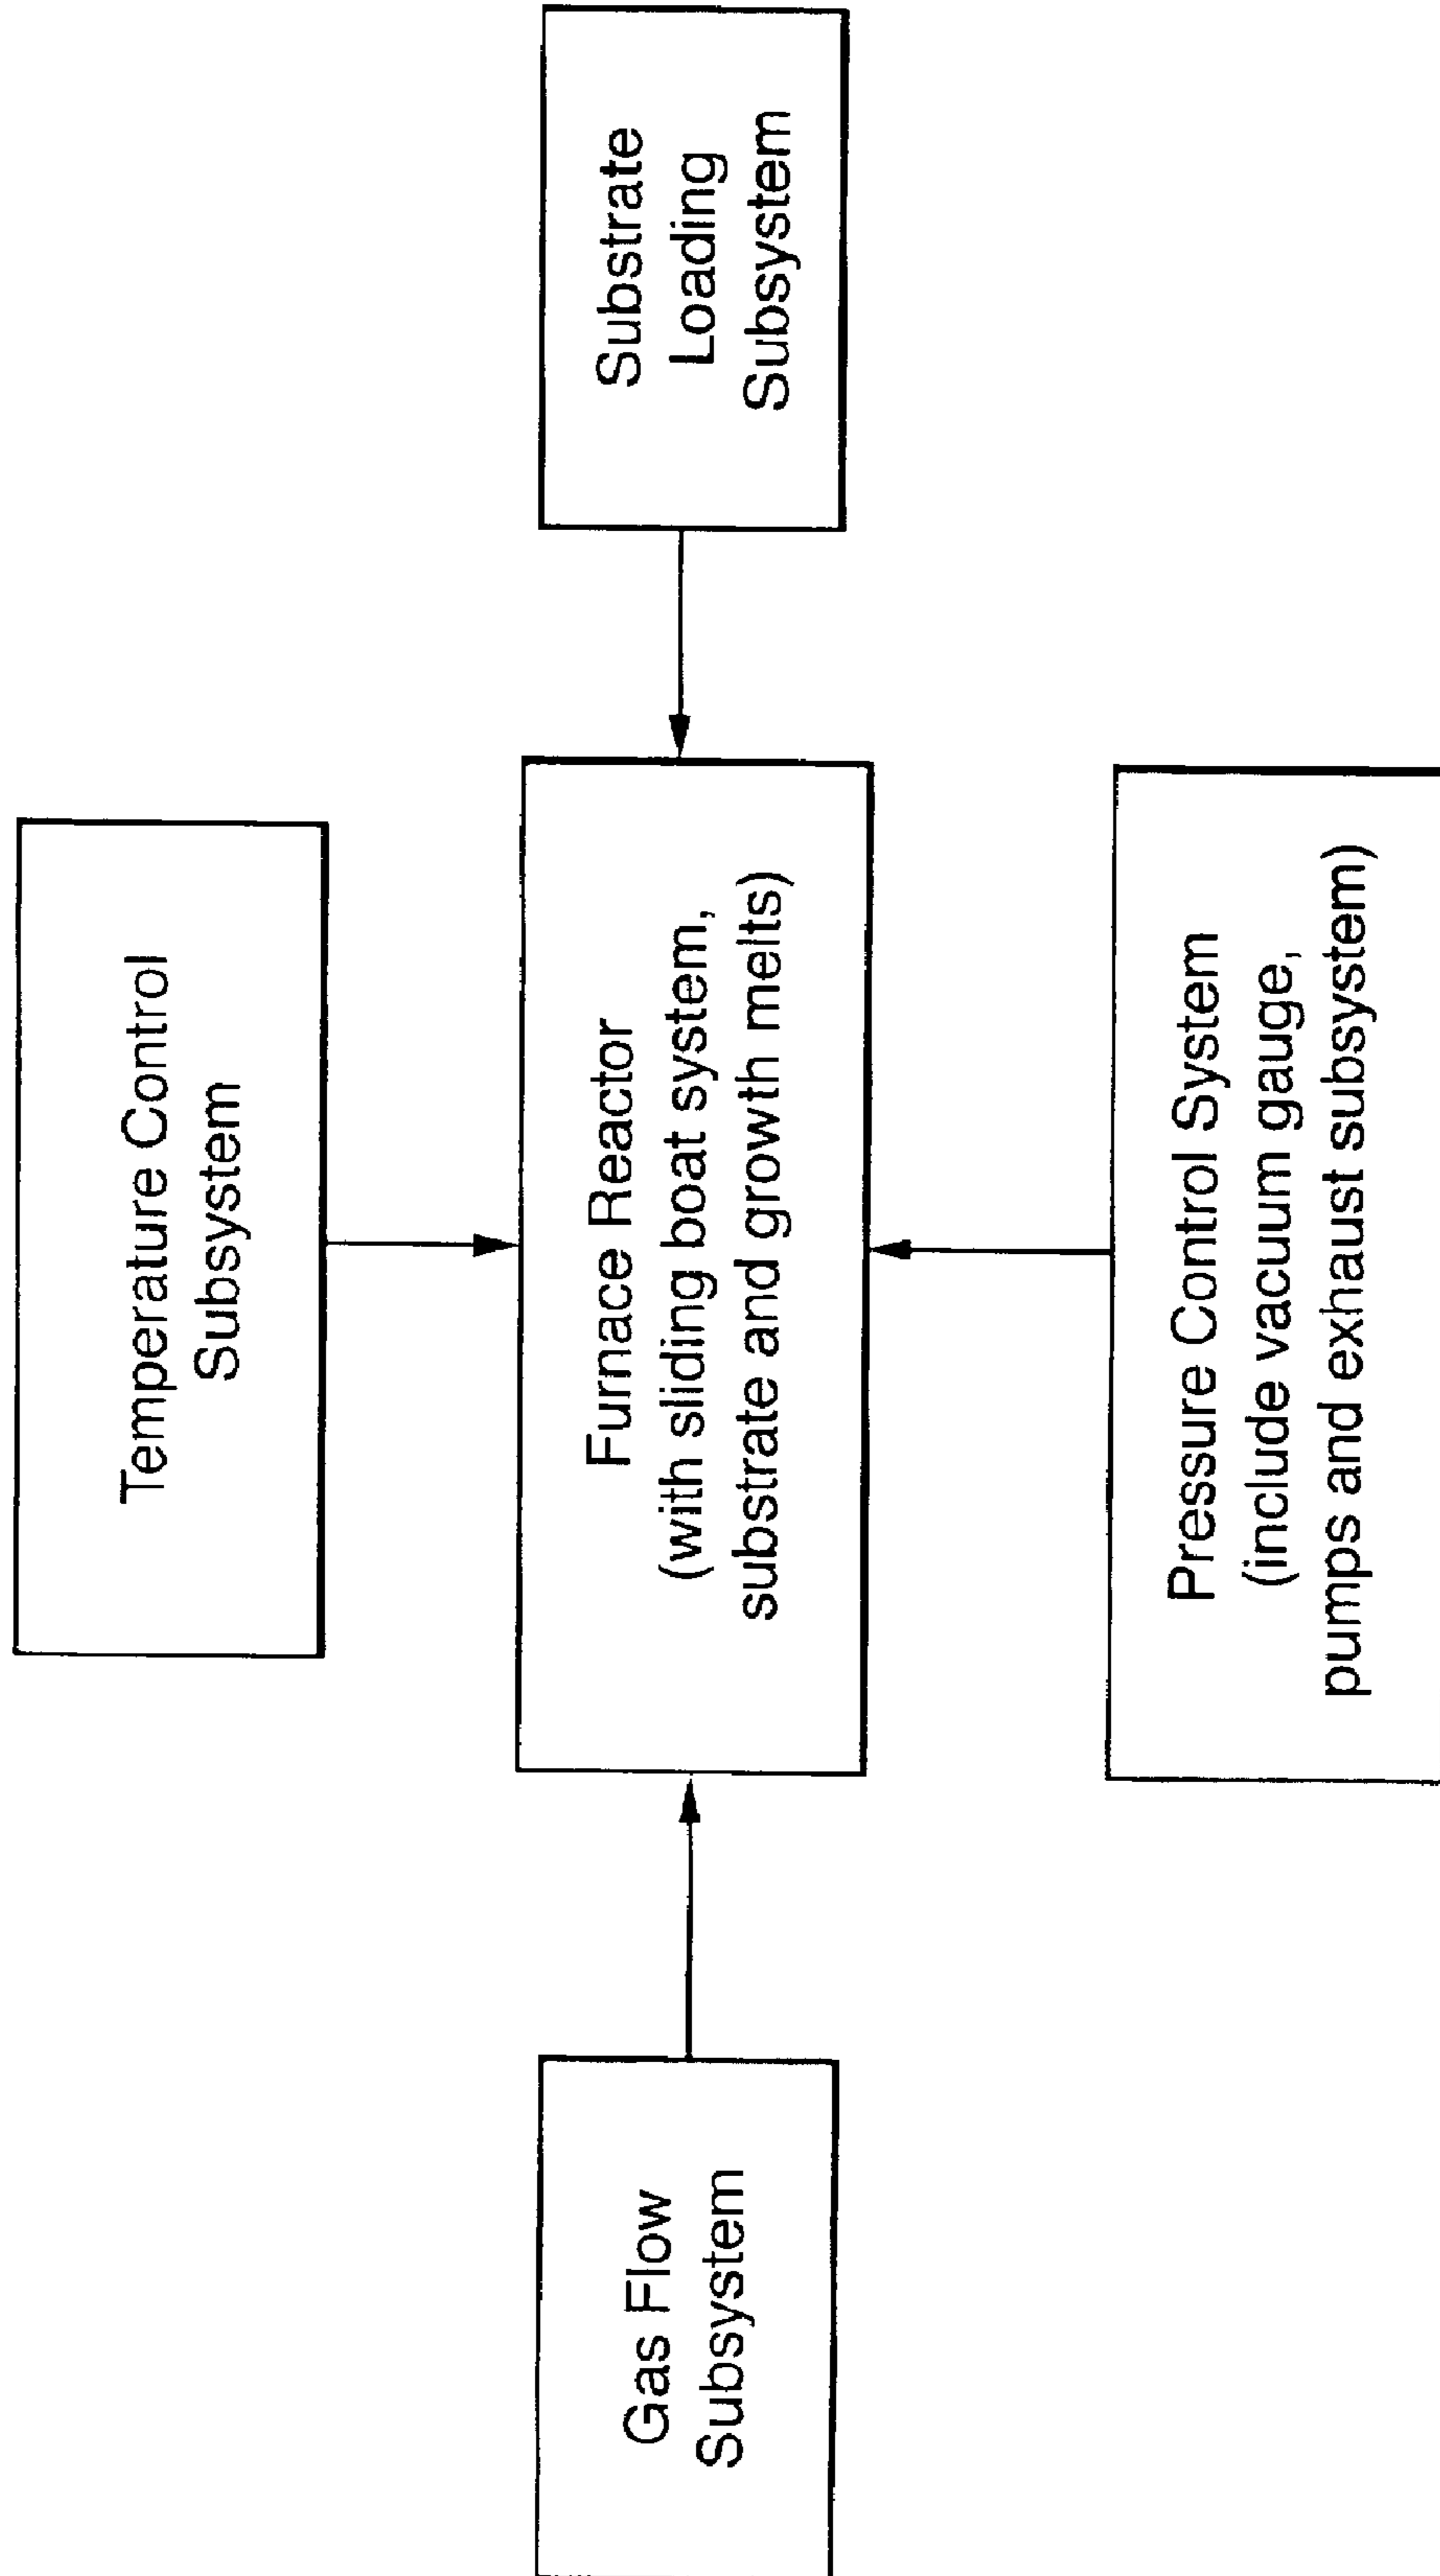 Temperature Control
Subsystem
Gas Flow
Subsystem
Furnace Reactor
(with sliding boat system,
substrate and growth melts)
Substrate
Loading
Subsystem
Pressure Control System
(include vacuum gauge,
pumps and exhaust subsystem)